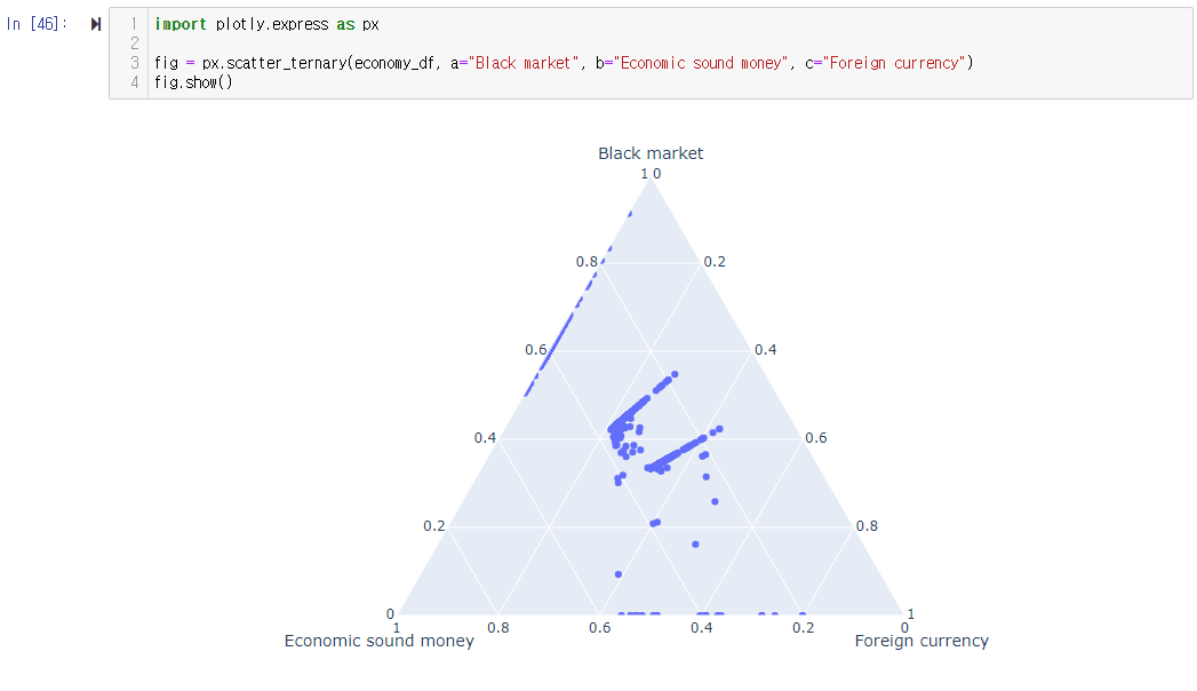 In [46]:
1 import plotly.express as px
2
3 fig = px.scatter_ternary(economy_df, a="Black market", b="Economic sound money", c="Foreign currency")
4 fig.show()
Black market
1 0
0.8 0.2
0.6 0.4
0.4 0.6
0.2 0.8
0 1
1 0.8 0.6 0.4 0.2 0
Economic sound money Foreign currency